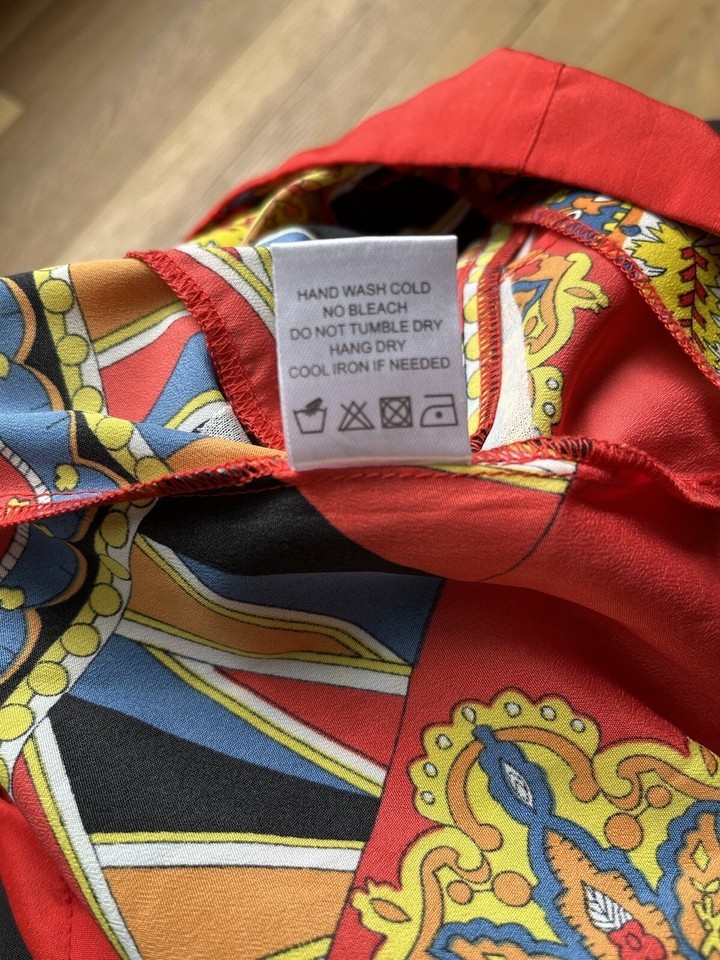 HAND WASH COLD
NO BLEACH
DO NOT TUMBLE DRY
HANG DRY
COOL IRON IF NEEDED